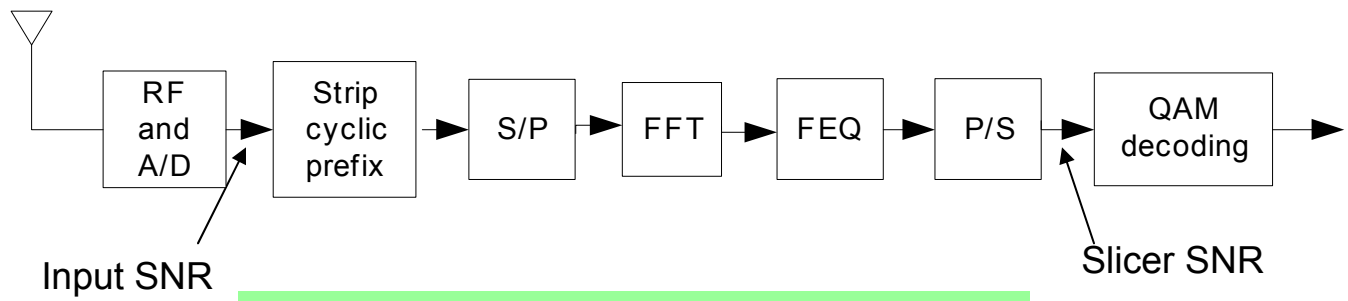 RF
and
A/D
Strip
cyclic
prefix
S/P
FFT
FEQ
P/S
QAM
decoding
Input SNR
Slicer SNR